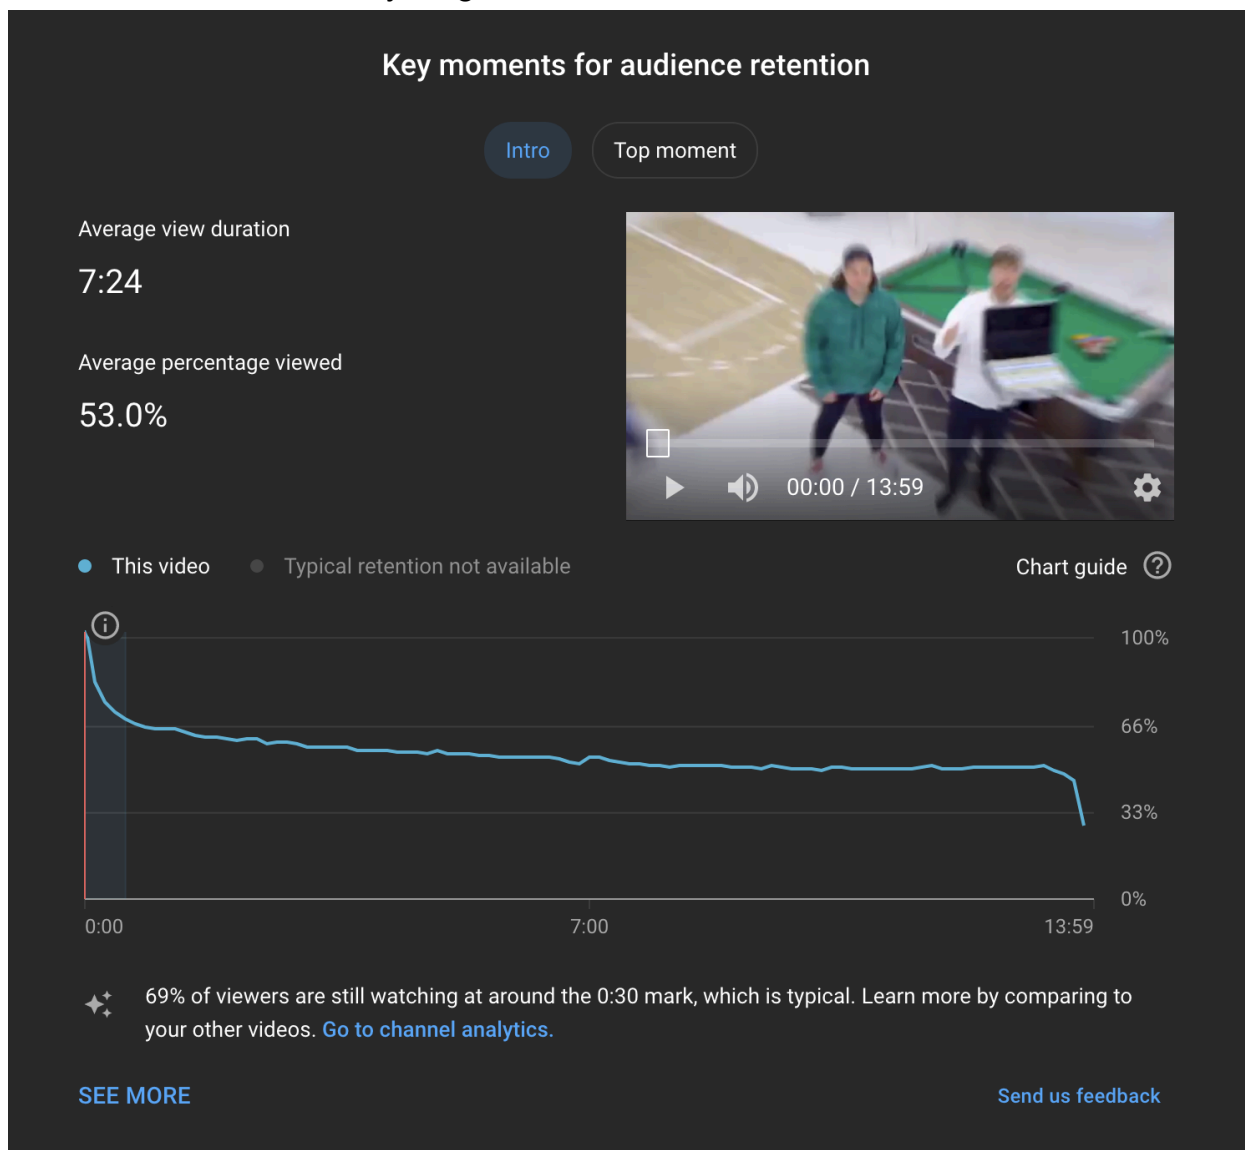 Key moments for audience retention
Intro
Top moment
Average view duration
7:24
Average percentage viewed
53.0%
00:00 / 13:59
This video
Typical retention not available
Chart guide
100%
66%
33%
0%
0:00
7:00
13:59
69% of viewers are still watching at around the 0:30 mark, which is typical. Learn more by comparing to
your other videos. Go to channel analytics.
SEE MORE
Send us feedback